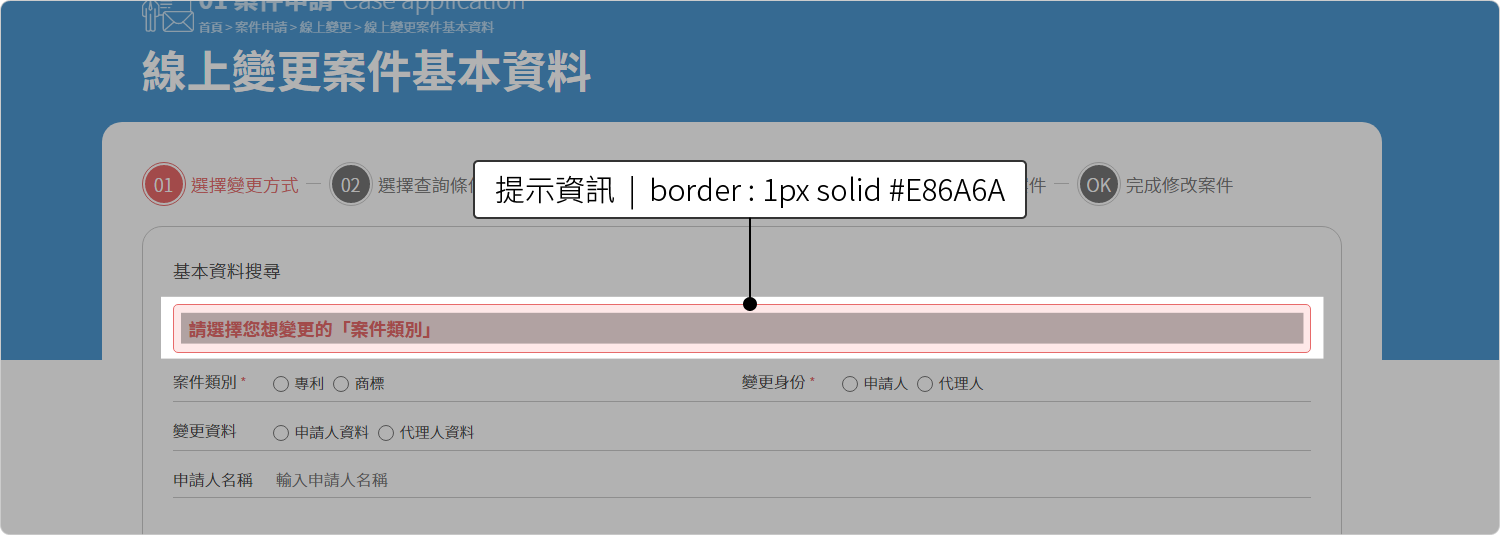 01 案件申請 Case application
首頁 > 案件申請 > 線上變更 > 線上變更案件基本資料
線上變更案件基本資料
01 選擇變更方式 02 選擇查詢條件 件 OK 完成修改案件
提示資訊 | border : 1px solid #E86A6A
基本資料搜尋
請選擇您想變更的「案件類別」
案件類別 * 專利 商標 變更身份 * 申請人 代理人
變更資料 申請人資料 代理人資料
申請人名稱 輸入申請人名稱